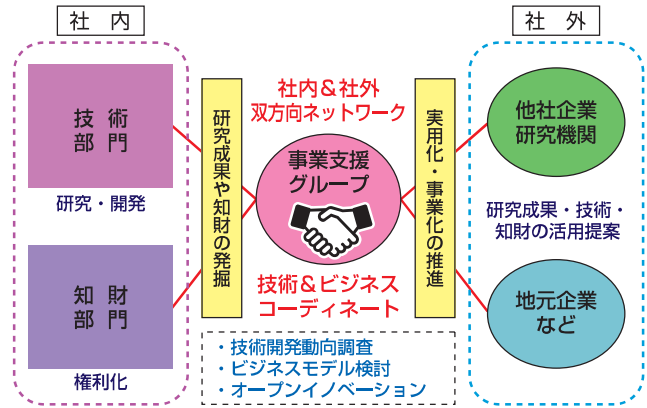 社 内
社 外
技 術
部 門
研究・開発
知 財
部 門
権利化
研究成果や知財の発掘
社内&社外
双方向ネットワーク
事業支援
グループ
技術&ビジネス
コーディネート
・技術開発動向調査
・ビジネスモデル検討
・オープンイノベーション
実用化・事業化の推進
他社企業
研究機関
研究成果・技術・
知財の活用提案
地元企業
など